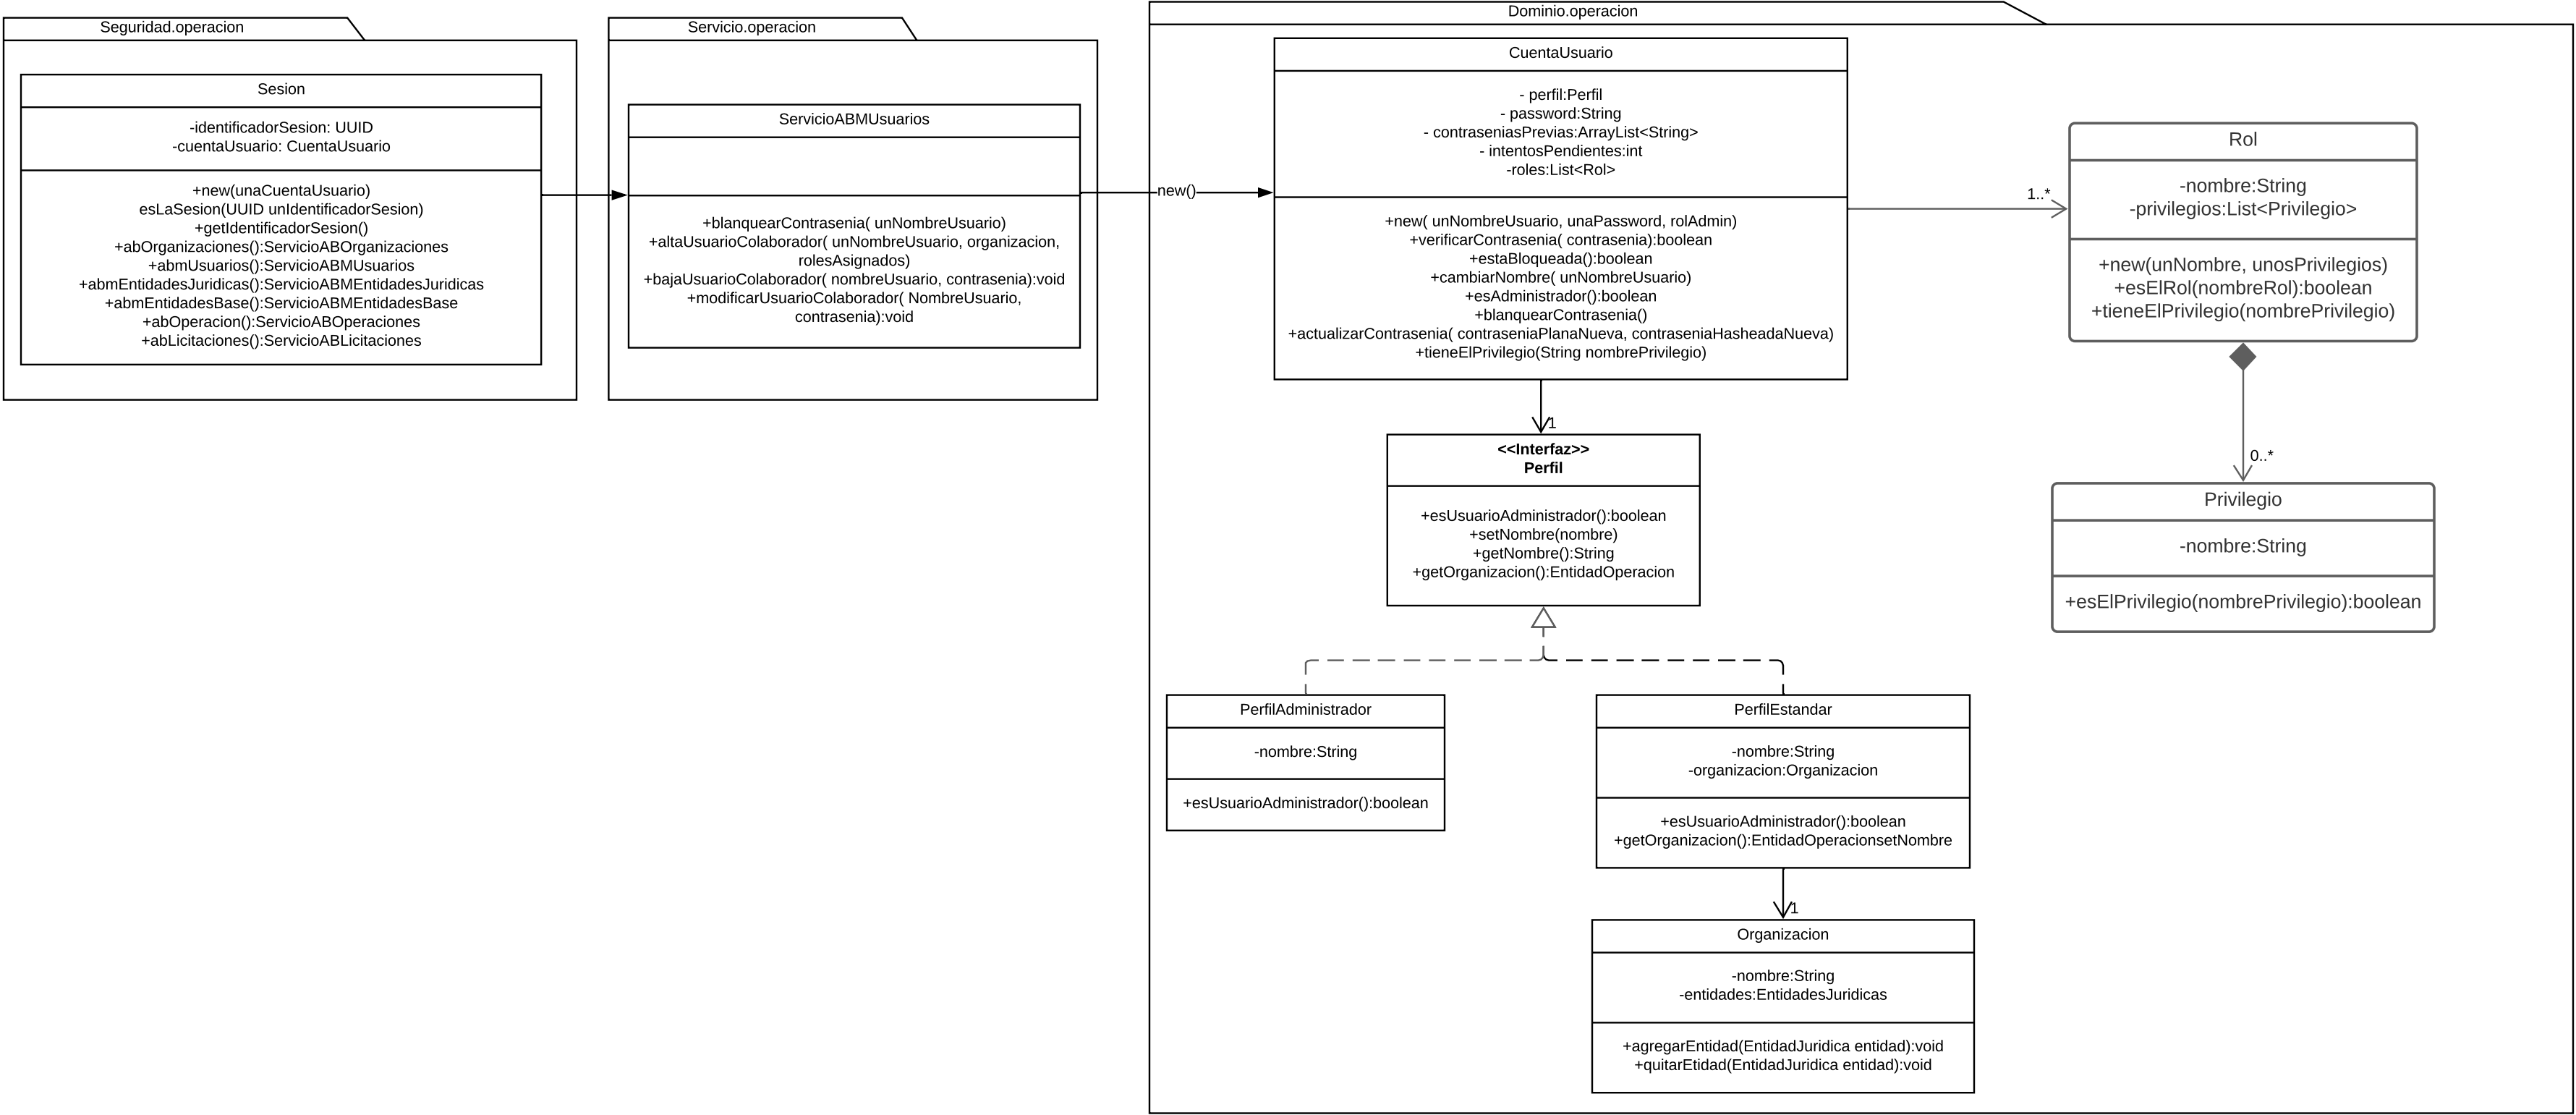 Seguridad.operacion
Sesion
-identificadorSesion: UUID
-cuentaUsuario: CuentaUsuario
+new(unaCuentaUsuario)
esLaSesion(UUID unIdentificadorSesion)
+getIdentificadorSesion()
+abOrganizaciones():ServicioABOrganizaciones
+abmUsuarios():ServicioABMUsuarios
+abmEntidadesJuridicas():ServicioABMEntidadesJuridicas
+abmEntidadesBase():ServicioABMEntidadesBase
+abOperacion():ServicioABOperaciones
+abLicitaciones():ServicioABLicitaciones
Servicio.operacion
ServicioABMUsuarios
+blanquearContrasenia( unNombreUsuario)
+altaUsuarioColaborador( unNombreUsuario, organizacion,
rolesAsignados)
+bajaUsuarioColaborador( nombreUsuario, contrasenia):void
+modificarUsuarioColaborador( NombreUsuario,
contrasenia):void
new()
Dominio.operacion
CuentaUsuario
- perfil:Perfil
- password:String
- contraseniasPrevias:ArrayList<String>
- intentosPendientes:int
-roles:List<Rol>
+new( unNombreUsuario, unaPassword, rolAdmin)
+verificarContrasenia( contrasenia):boolean
+estaBloqueada():boolean
+cambiarNombre( unNombreUsuario)
+esAdministrador():boolean
+blanquearContrasenia()
+actualizarContrasenia( contraseniaPlanaNueva, contraseniaHasheadaNueva)
+tieneElPrivilegio(String nombrePrivilegio)
1..*
Rol
-nombre:String
-privilegios:List<Privilegio>
+new(unNombre, unosPrivilegios)
+esElRol(nombreRol):boolean
+tieneElPrivilegio(nombrePrivilegio)
0..*
Privilegio
-nombre:String
+esElPrivilegio(nombrePrivilegio):boolean
1
<<Interfaz>>
Perfil
+esUsuarioAdministrador():boolean
+setNombre(nombre)
+getNombre():String
+getOrganizacion():EntidadOperacion
PerfilAdministrador
-nombre:String
+esUsuarioAdministrador():boolean
PerfilEstandar
-nombre:String
-organizacion:Organizacion
+esUsuarioAdministrador():boolean
+getOrganizacion():EntidadOperacionsetNombre
1
Organizacion
-nombre:String
-entidades:EntidadesJuridicas
+agregarEntidad(EntidadJuridica entidad):void
+quitarEtidad(EntidadJuridica entidad):void